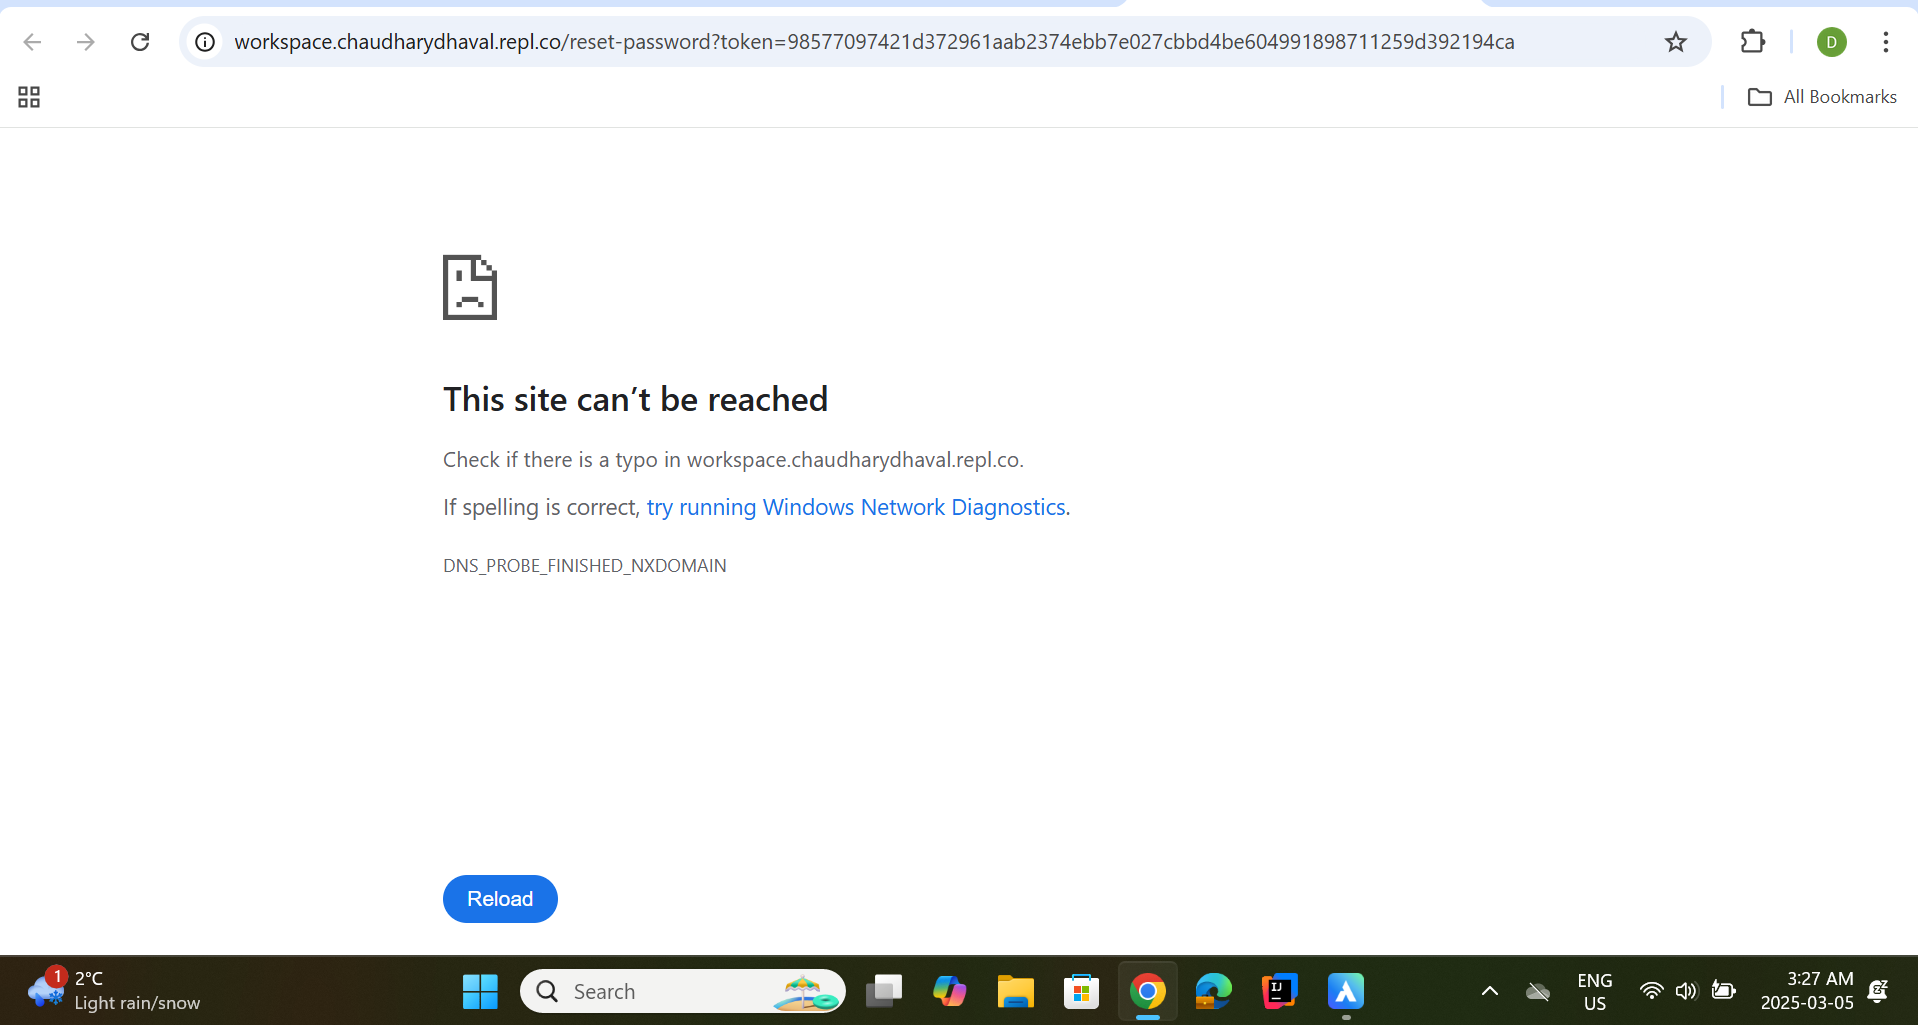 workspace.chaudharydhaval.repl.co/reset-password?token=98577097421d372961aab2374ebb7e027cbbd4be604991898711259d392194ca
D
All Bookmarks
This site can’t be reached
Check if there is a typo in workspace.chaudharydhaval.repl.co.
If spelling is correct, try running Windows Network Diagnostics.
DNS_PROBE_FINISHED_NXDOMAIN
Reload
1
2°C
Light rain/snow
Search
IJ
ENG
US
3:27 AM
2025-03-05